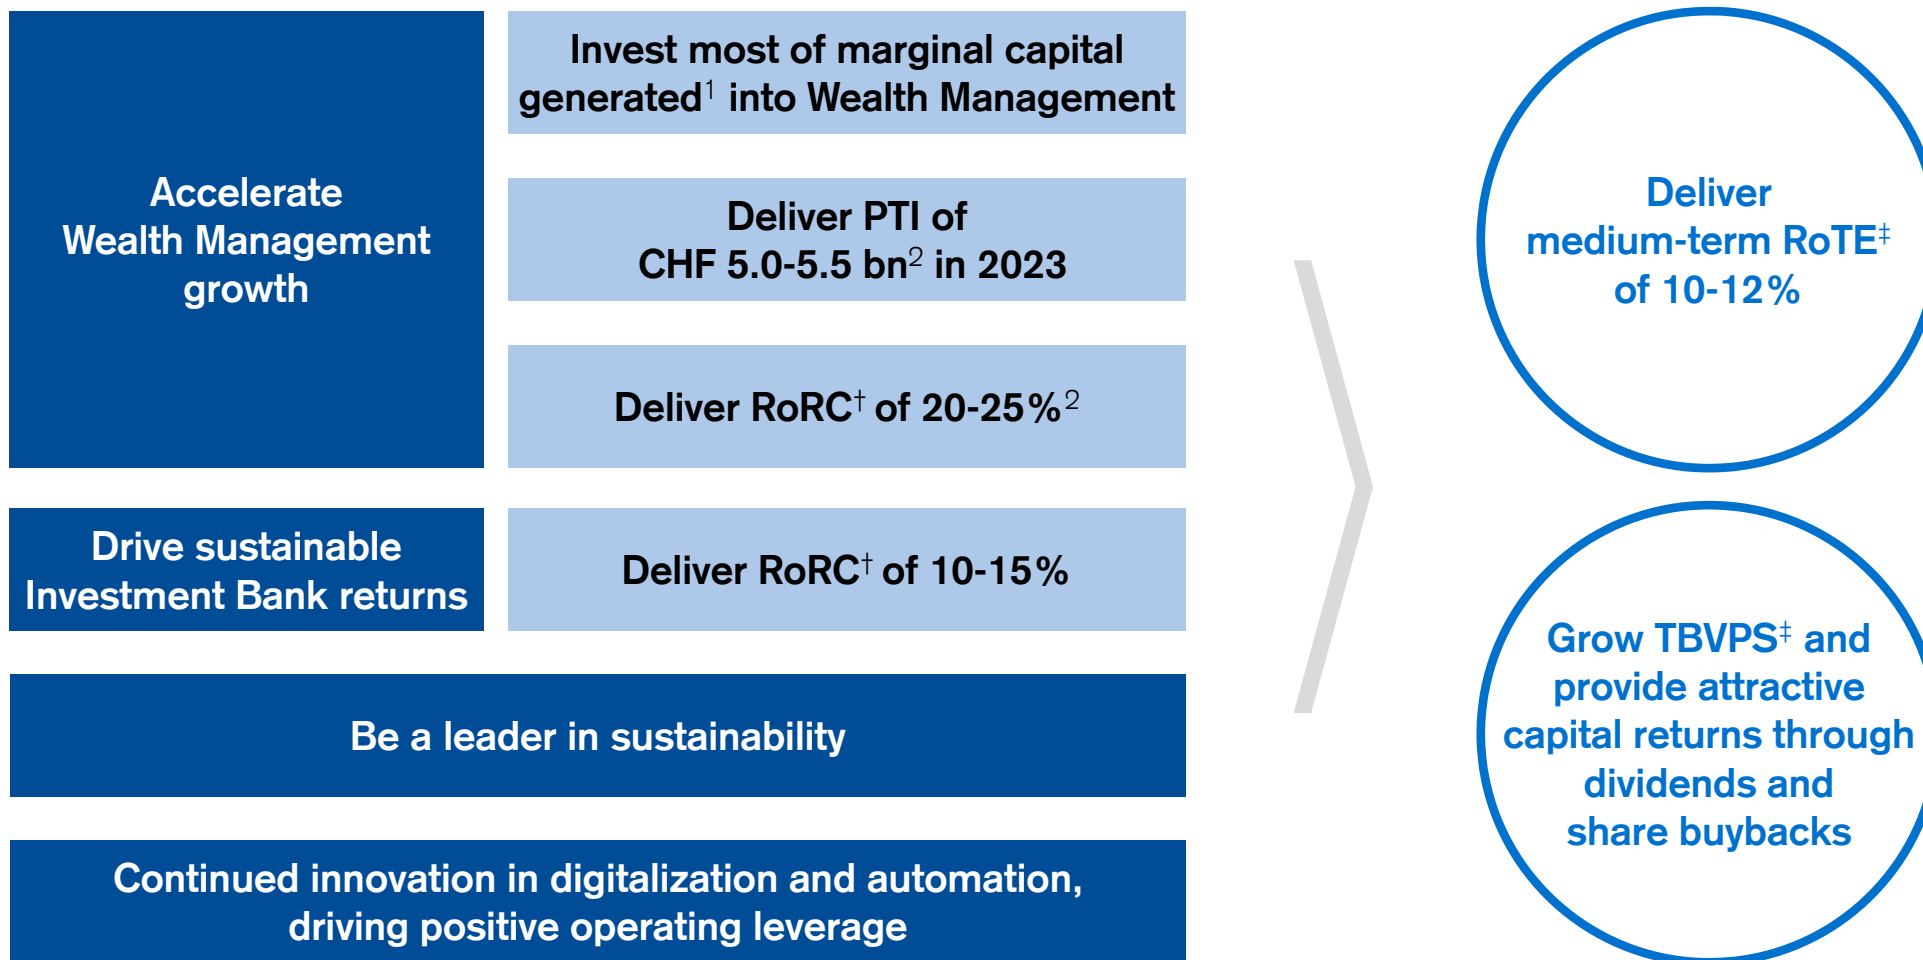 Accelerate
Wealth Management
growth
Invest most of marginal capital
generated¹ into Wealth Management
Deliver PTI of
CHF 5.0-5.5 bn² in 2023
Deliver RoRC† of 20-25%²
Drive sustainable
Investment Bank returns
Deliver RoRC† of 10-15%
Be a leader in sustainability
Continued innovation in digitalization and automation,
driving positive operating leverage
Deliver
medium-term RoTE‡
of 10-12%
Grow TBVPS‡ and
provide attractive
capital returns through
dividends and
share buybacks